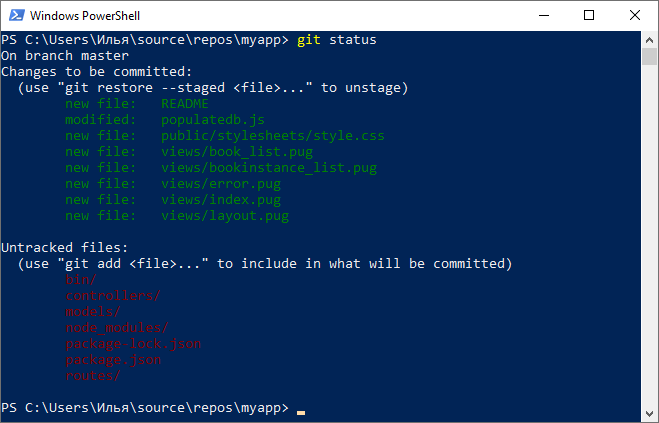 Windows PowerShell
PS C:\Users\Илья\source\repos\myapp> git status
On branch master
Changes to be committed:
  (use "git restore --staged <file>..." to unstage)
        new file:   README
        modified:   populatedb.js
        new file:   public/stylesheets/style.css
        new file:   views/book_list.pug
        new file:   views/bookinstance_list.pug
        new file:   views/error.pug
        new file:   views/index.pug
        new file:   views/layout.pug

Untracked files:
  (use "git add <file>..." to include in what will be committed)
        bin/
        controllers/
        models/
        node_modules/
        package-lock.json
        package.json
        routes/

PS C:\Users\Илья\source\repos\myapp>